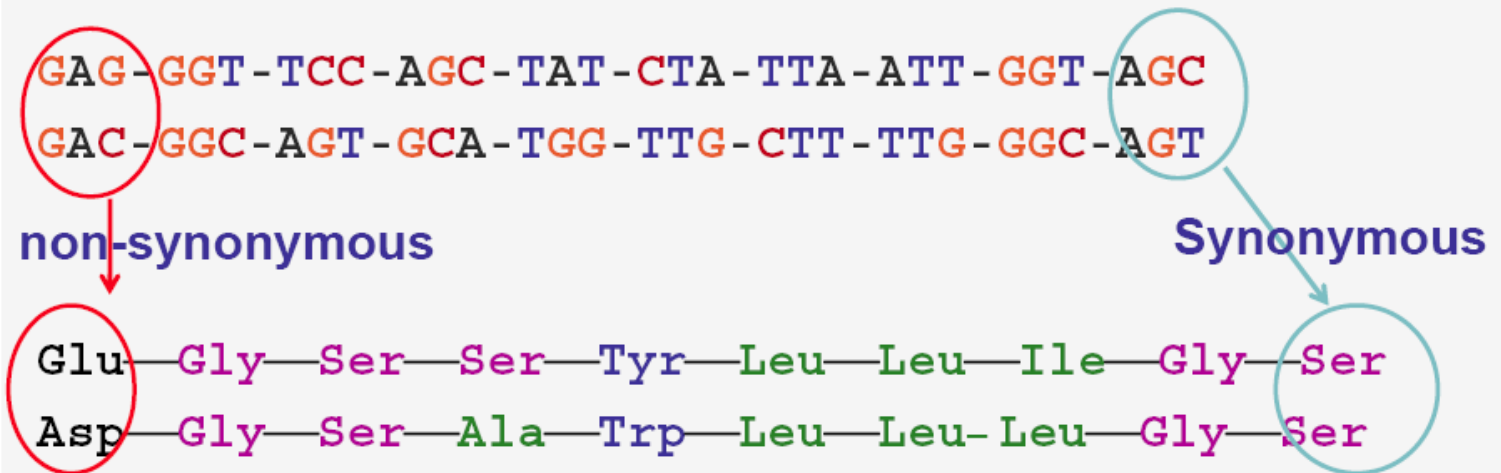 GAG-GGT-TCC-AGC-TAT-CTA-TTA-ATT-GGT-AGC
GAC-GGC-AGT-GCA-TGG-TTG-CTT-TTG-GGC-AGT
non-synonymous
Synonymous
Glu—Gly—Ser—Ser—Tyr—Leu—Leu—Ile—Gly—Ser
Asp—Gly—Ser—Ala—Trp—Leu—Leu-Leu—Gly—Ser